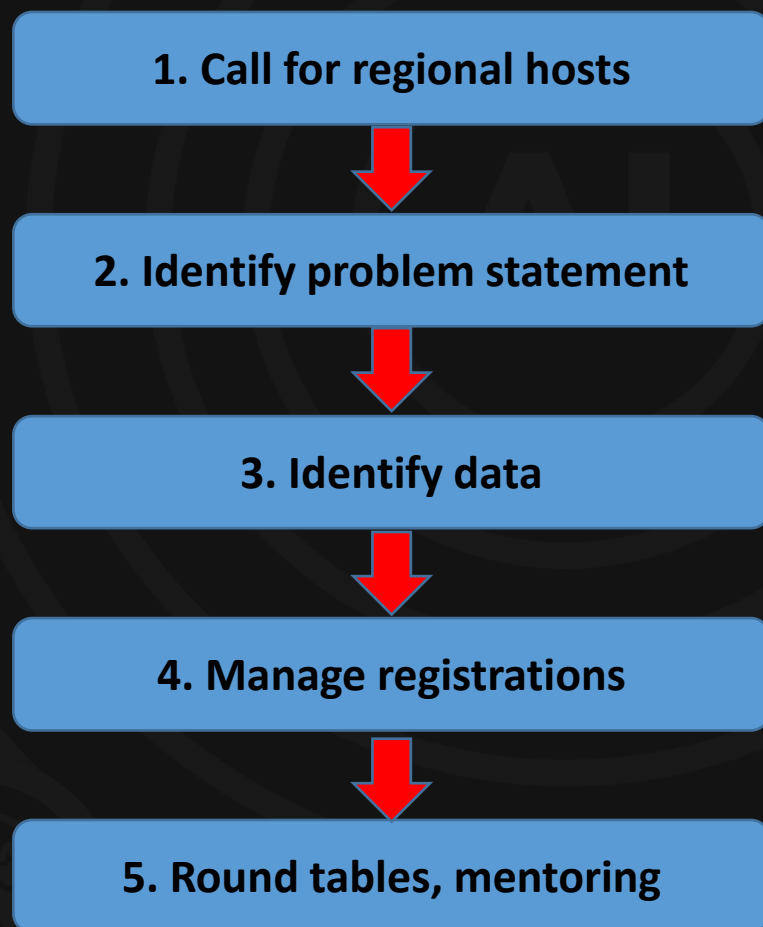 1. Call for regional hosts
2. Identify problem statement
3. Identify data
4. Manage registrations
5. Round tables, mentoring